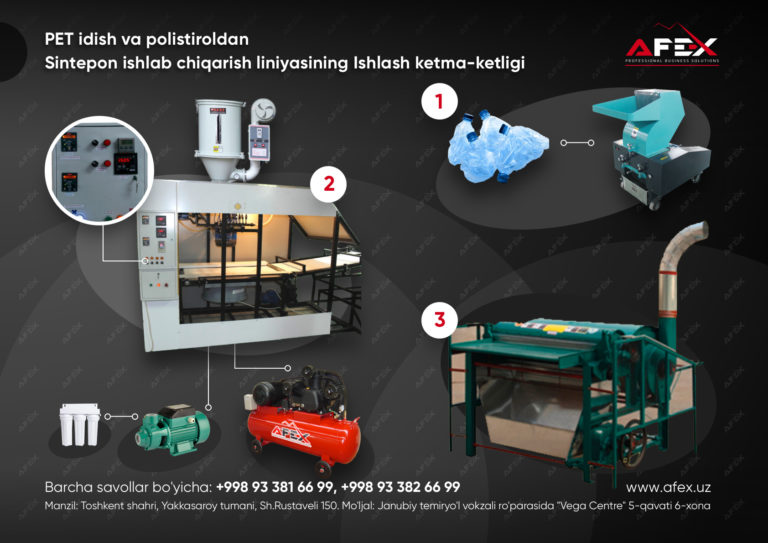 PET idish va polistiroldan
Sintepon ishlab chiqarish liniyasining Ishlash ketma-ketligi
AFEX
PROFESSIONAL BUSINESS SOLUTIONS
1
2
3
AFEX
Barcha savollar bo'yicha: +998 93 381 66 99, +998 93 382 66 99
www.afex.uz
Manzil: Toshkent shahri, Yakkasaroy tumani, Sh.Rustaveli 150. Mo'ljal: Janubiy temiryo'l vokzali ro'parasida "Vega Centre" 5-qavati 6-xona